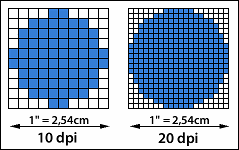 1" = 2,54cm
10 dpi
1" = 2,54cm
20 dpi